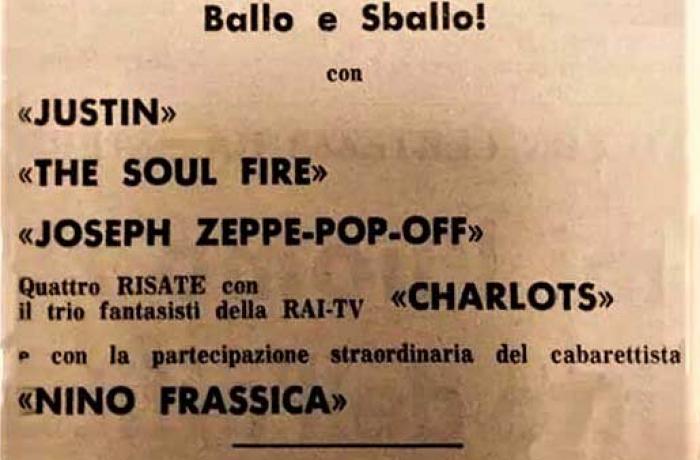 Ballo e Sballo!
con
«JUSTIN»
«THE SOUL FIRE»
«JOSEPH ZEPPE-POP-OFF»
Quattro RISATE con
il trio fantasisti della RAI-TV «CHARLOTS»
e con la partecipazione straordinaria del cabarettista
«NINO FRASSICA»